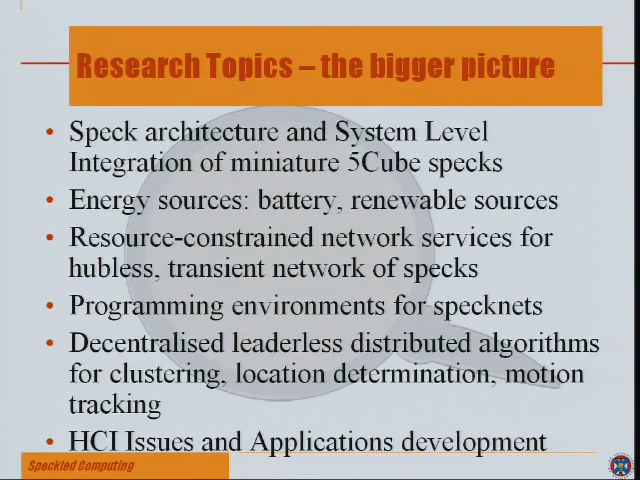 Research Topics – the bigger picture
• Speck architecture and System Level
Integration of miniature 5Cube specks
• Energy sources: battery, renewable sources
• Resource-constrained network services for
hubless, transient network of specks
• Programming environments for specknets
• Decentralised leaderless distributed algorithms
for clustering, location determination, motion
tracking
• HCI Issues and Applications development
Speckled Computing